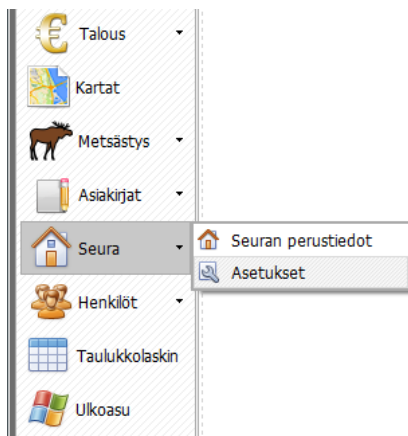 Talous
Kartat
Metsästys
Asiakirjat
Seura
Seuran perustiedot
Asetukset
Henkilöt
Taulukkolaskin
Ulkoasu